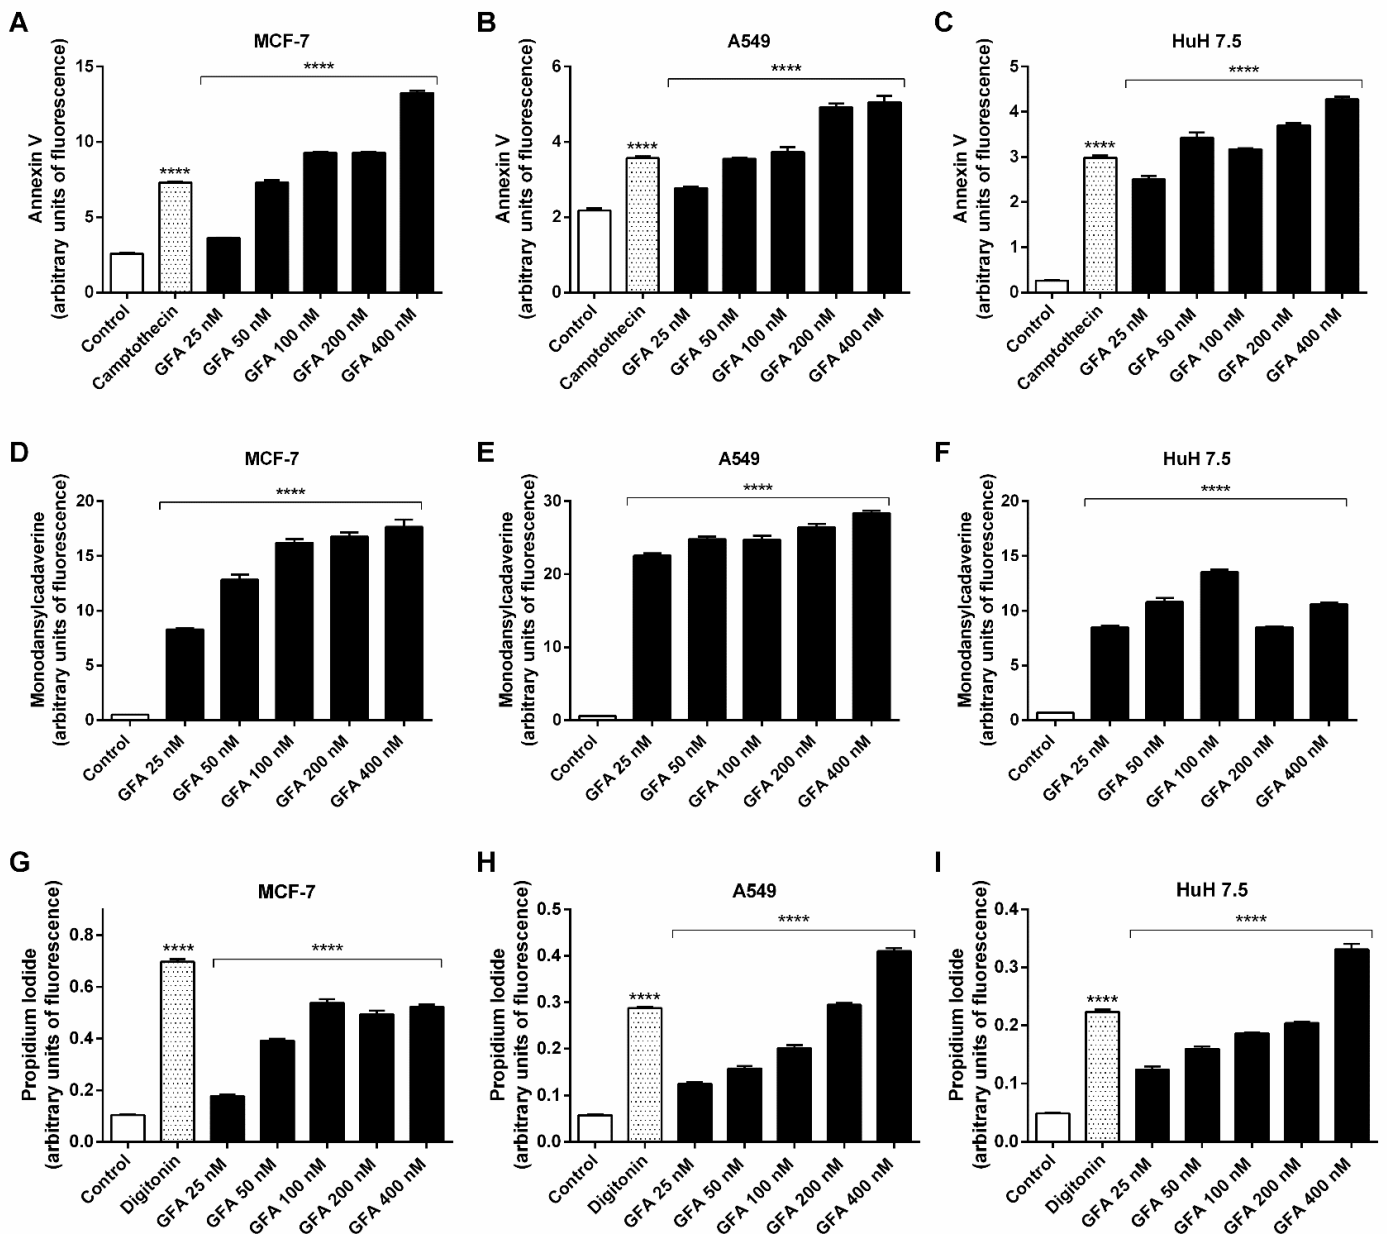 A
MCF-7
Annexin V
(arbitrary units of fluorescence)
15
10
5
0
****
****
Control
Camptothecin
GFA 25 nM
GFA 50 nM
GFA 100 nM
GFA 200 nM
GFA 400 nM
B
A549
Annexin V
(arbitrary units of fluorescence)
6
4
2
0
****
****
Control
Camptothecin
GFA 25 nM
GFA 50 nM
GFA 100 nM
GFA 200 nM
GFA 400 nM
C
HuH 7.5
Annexin V
(arbitrary units of fluorescence)
5
4
3
2
1
0
****
****
Control
Camptothecin
GFA 25 nM
GFA 50 nM
GFA 100 nM
GFA 200 nM
GFA 400 nM
D
MCF-7
Monodansylcadaverine
(arbitrary units of fluorescence)
20
15
10
5
0
****
Control
GFA 25 nM
GFA 50 nM
GFA 100 nM
GFA 200 nM
GFA 400 nM
E
A549
Monodansylcadaverine
(arbitrary units of fluorescence)
30
20
10
0
****
Control
GFA 25 nM
GFA 50 nM
GFA 100 nM
GFA 200 nM
GFA 400 nM
F
HuH 7.5
Monodansylcadaverine
(arbitrary units of fluorescence)
20
15
10
5
0
****
Control
GFA 25 nM
GFA 50 nM
GFA 100 nM
GFA 200 nM
GFA 400 nM
G
MCF-7
Propidium Iodide
(arbitrary units of fluorescence)
0.8
0.6
0.4
0.2
0.0
****
****
Control
Digitonin
GFA 25 nM
GFA 50 nM
GFA 100 nM
GFA 200 nM
GFA 400 nM
H
A549
Propidium Iodide
(arbitrary units of fluorescence)
0.5
0.4
0.3
0.2
0.1
0.0
****
****
Control
Digitonin
GFA 25 nM
GFA 50 nM
GFA 100 nM
GFA 200 nM
GFA 400 nM
I
HuH 7.5
Propidium Iodide
(arbitrary units of fluorescence)
0.4
0.3
0.2
0.1
0.0
****
****
Control
Digitonin
GFA 25 nM
GFA 50 nM
GFA 100 nM
GFA 200 nM
GFA 400 nM